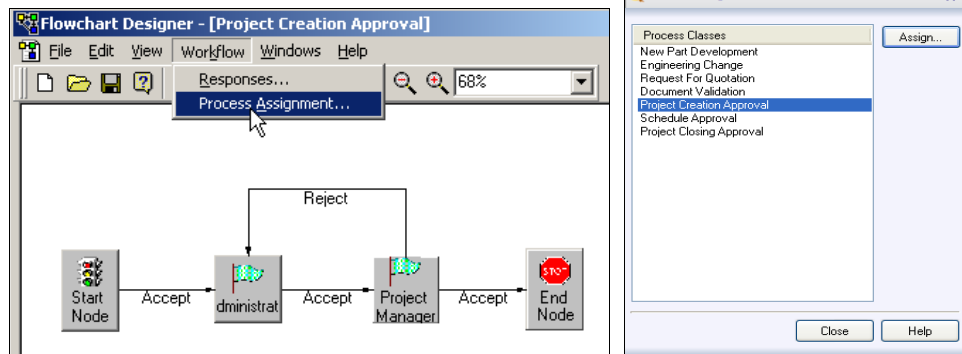 Flowchart Designer - [Project Creation Approval]
File Edit View Workflow Windows Help
Responses...
Process Assignment...
68%
Reject
Start
Node
Accept
dministrat
Accept
Project
Manager
Accept
STOP
End
Node
Process Classes
New Part Development
Engineering Change
Request For Quotation
Document Validation
Project Creation Approval
Schedule Approval
Project Closing Approval
Assign...
Close
Help